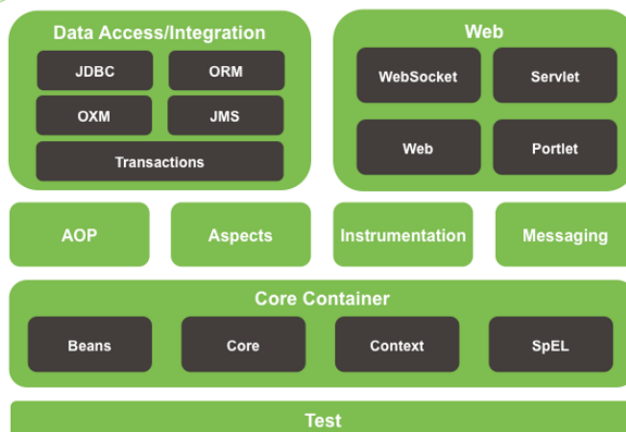 Data Access/Integration
JDBC
ORM
OXM
JMS
Transactions
Web
WebSocket
Servlet
Web
Portlet
AOP
Aspects
Instrumentation
Messaging
Core Container
Beans
Core
Context
SpEL
Test